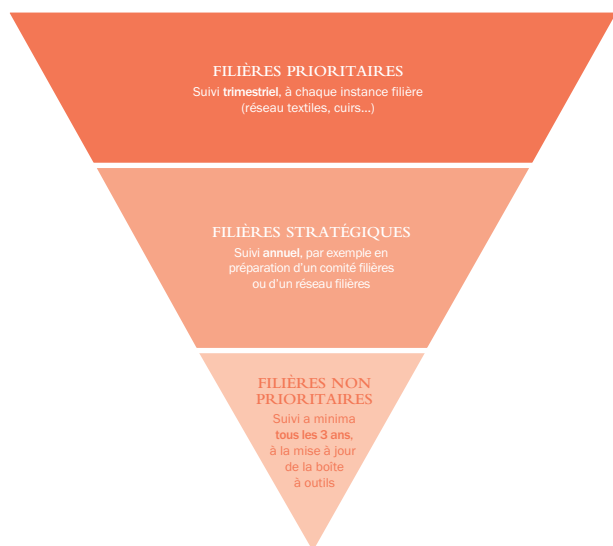 FILIÈRES PRIORITAIRES
Suivi trimestriel, à chaque instance filière
(réseau textiles, cuirs...)
FILIÈRES STRATÉGIQUES
Suivi annuel, par exemple en
préparation d'un comité filières
ou d'un réseau filières
FILIÈRES NON
PRIORITAIRES
Suivi a minima
tous les 3 ans,
à la mise à jour
de la boîte
à outils